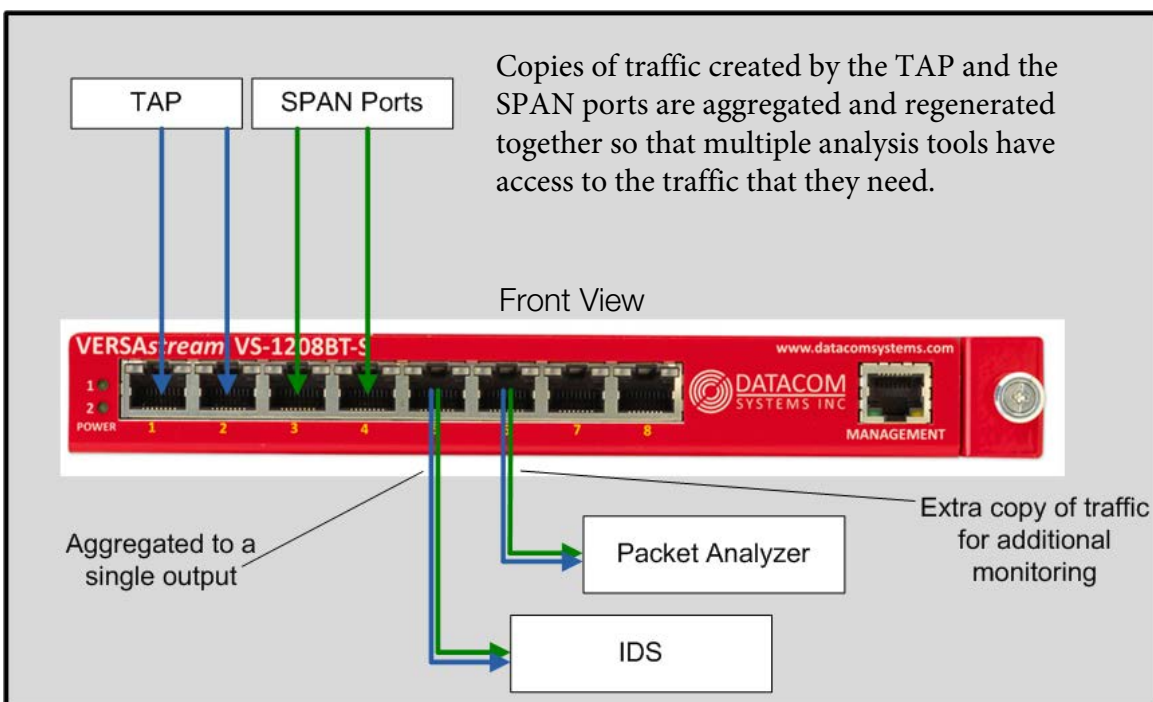 TAP
SPAN Ports
Copies of traffic created by the TAP and the
SPAN ports are aggregated and regenerated
together so that multiple analysis tools have
access to the traffic that they need.
Front View
VERSAstream VS-1208BT-S
www.datacomsystems.com
1
2
POWER
1 2 3 4 7 8
DATACOM
SYSTEMS INC
MANAGEMENT
Aggregated to a
single output
Extra copy of traffic
for additional
monitoring
Packet Analyzer
IDS